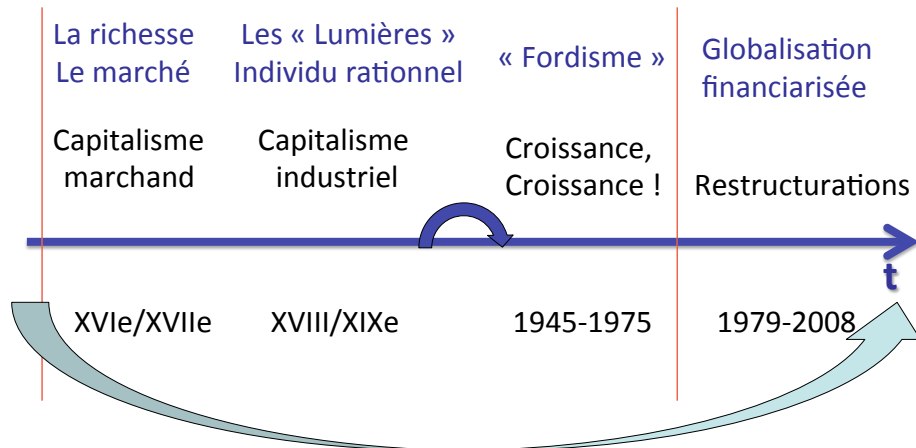 La richesse
Le marché
Les « Lumières »
Individu rationnel
« Fordisme »
Globalisation
financiarisée
Capitalisme
marchand
Capitalisme
industriel
Croissance,
Croissance !
Restructurations
t
XVIe/XVIIe
XVIII/XIXe
1945-1975
1979-2008